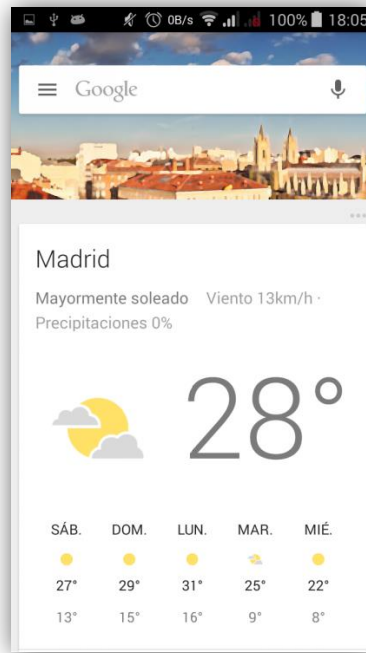 0B/s 100% 18:05
Google
Madrid
Mayormente soleado Viento 13km/h ·
Precipitaciones 0%
28°
SÁB. DOM. LUN. MAR. MIÉ.
27° 29° 31° 25° 22°
13° 15° 16° 9° 8°